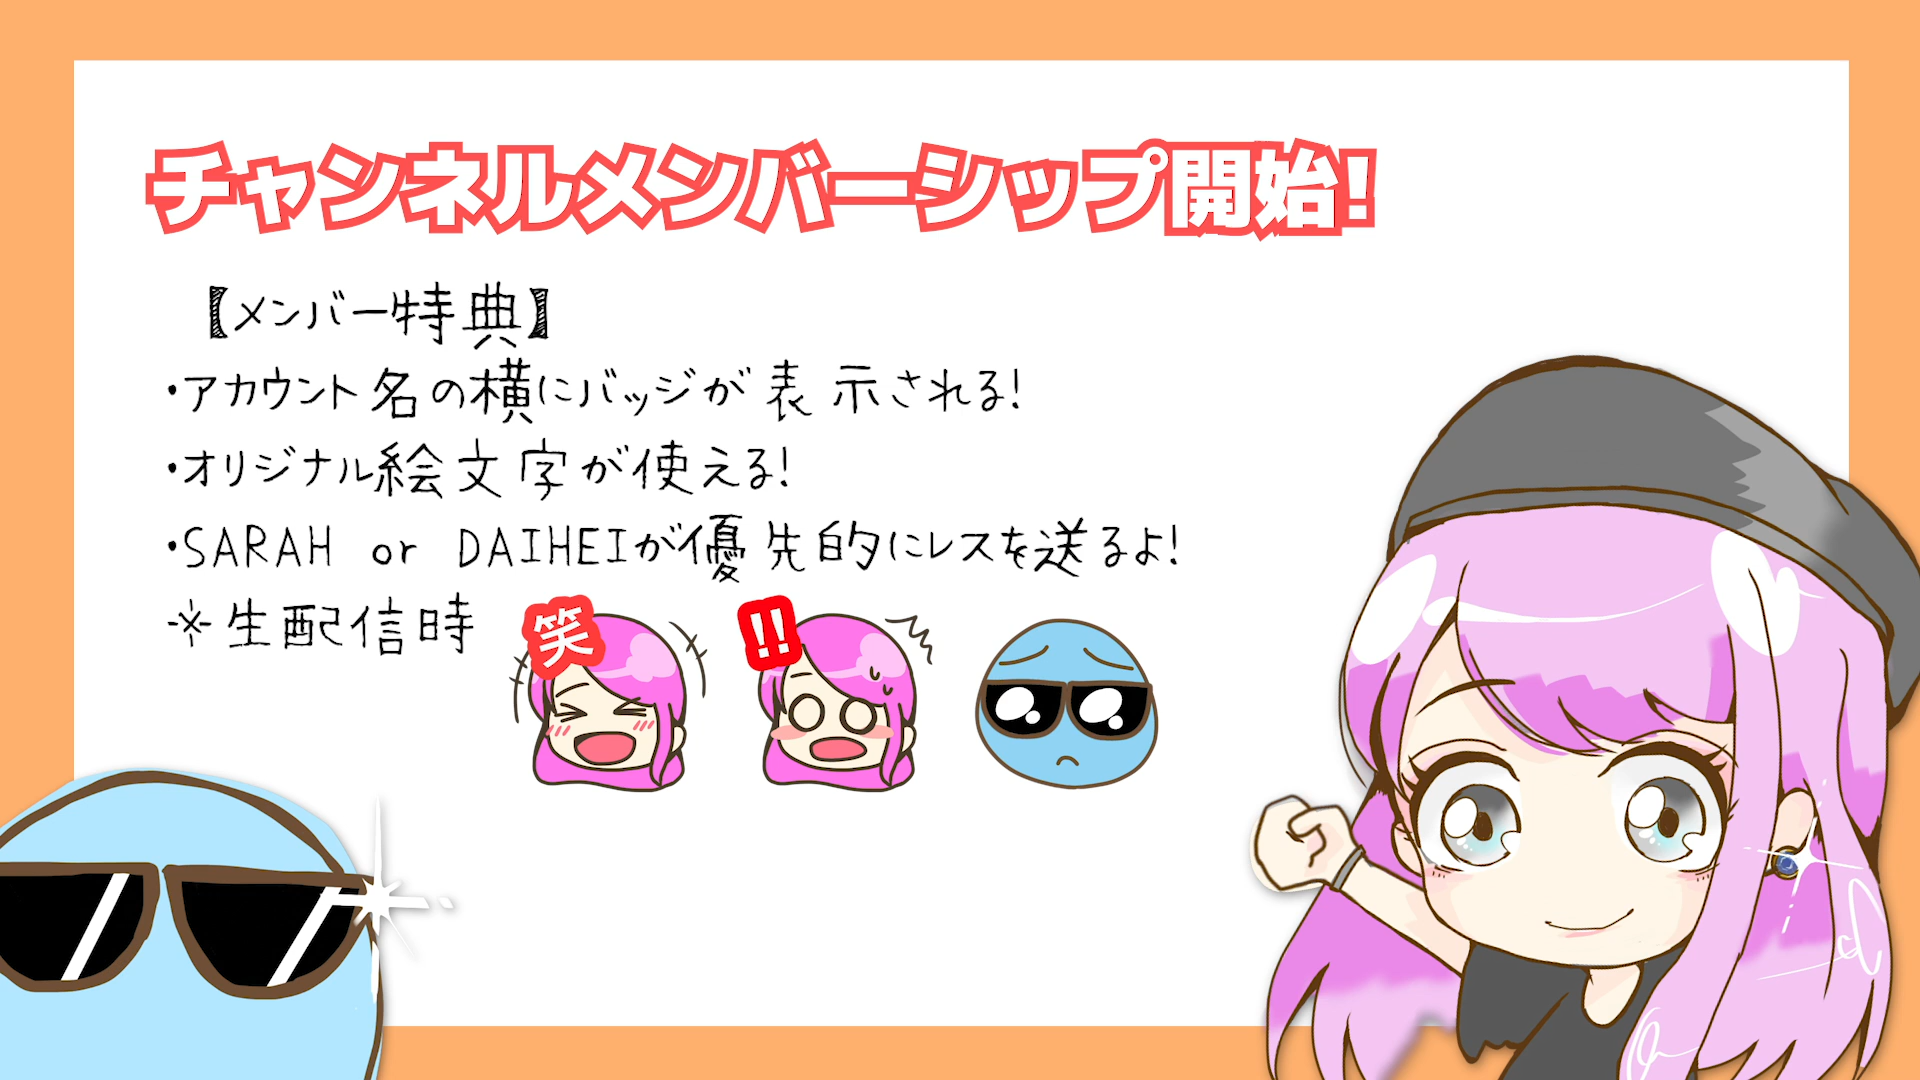 チャンネルメンバーシップ開始!
【メンバー特典】
・アカウント名の横にバッジが表示される!
・オリジナル絵文字が使える!
・SARAH or DAIHEIが優先的にレスを送るよ!
※生配信時
笑
!!